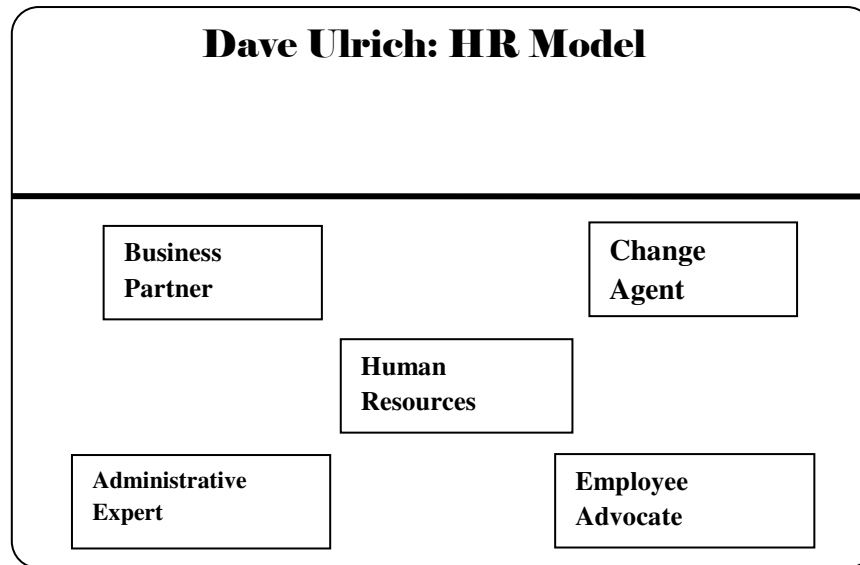 Dave Ulrich: HR Model
Business
Partner
Change
Agent
Human
Resources
Administrative
Expert
Employee
Advocate